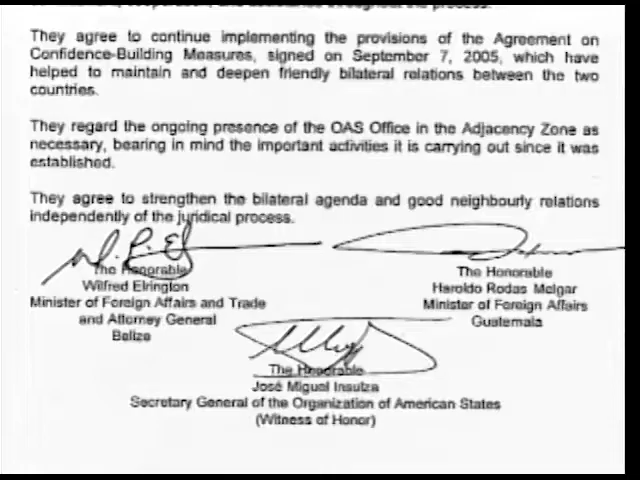 throughout the process.
They agree to continue implementing the provisions of the Agreement on
Confidence-Building Measures, signed on September 7, 2005, which have
helped to maintain and deepen friendly bilateral relations between the two
countries.
They regard the ongoing presence of the OAS Office in the Adjacency Zone as
necessary, bearing in mind the important activities it is carrying out since it was
established.
They agree to strengthen the bilateral agenda and good neighbourly relations
independently of the juridical process.
The Honorable
Wilfred Elrington
Minister of Foreign Affairs and Trade
and Attorney General
Belize
The Honorable
Haroldo Rodas Melgar
Minister of Foreign Affairs
Guatemala
The Honorable
José Miguel Insulza
Secretary General of the Organization of American States
(Witness of Honor)